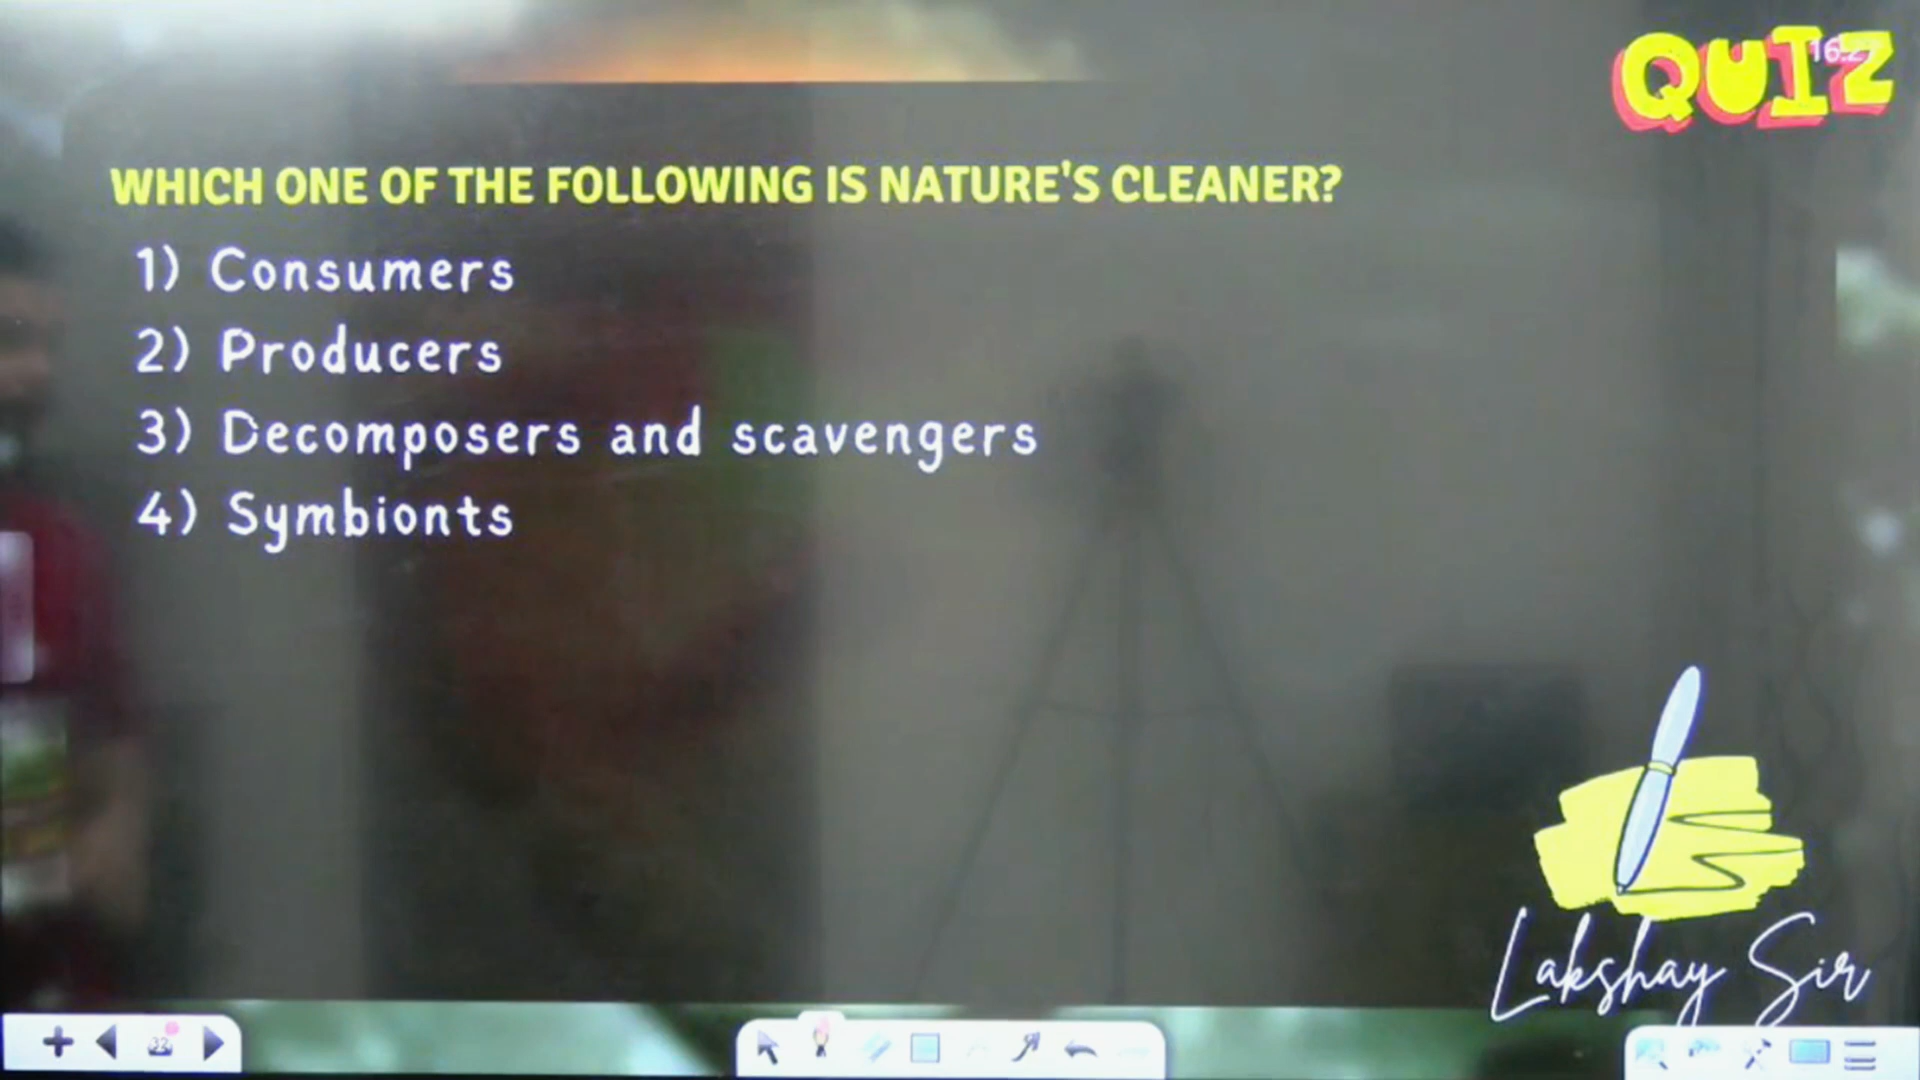 QUIZ
WHICH ONE OF THE FOLLOWING IS NATURE'S CLEANER?
1) Consumers
2) Producers
3) Decomposers and scavengers
4) Symbionts
Lakshay Sir
32